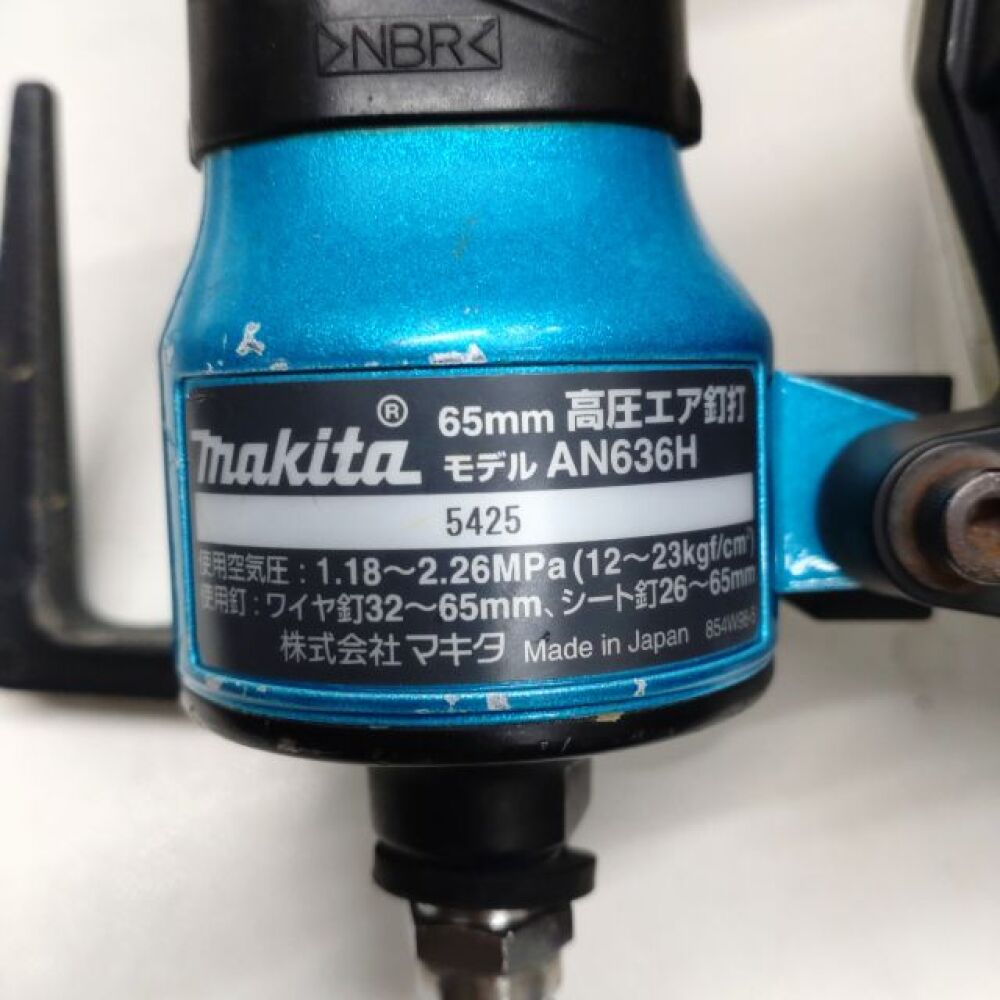 >NBR<
makita® 65mm 高圧エア釘打
モデル AN636H
5425
使用空気圧：1.18〜2.26MPa(12〜23kgf/cm²)
使用釘：ワイヤ釘32〜65mm、シート釘26〜65mm
株式会社マキタ Made in Japan